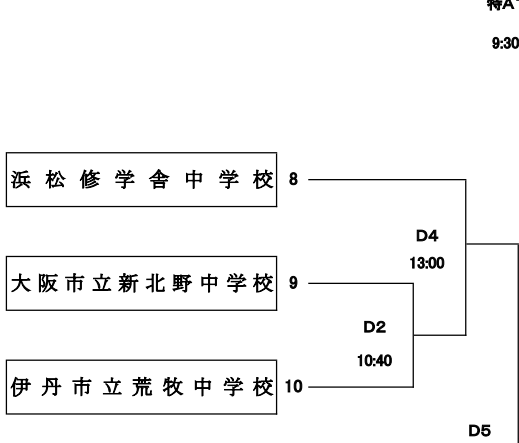 特A
9:30
浜松修学舎中学校 8
D4
13:00
大阪市立新北野中学校 9
D2
10:40
伊丹市立荒牧中学校 10
D5